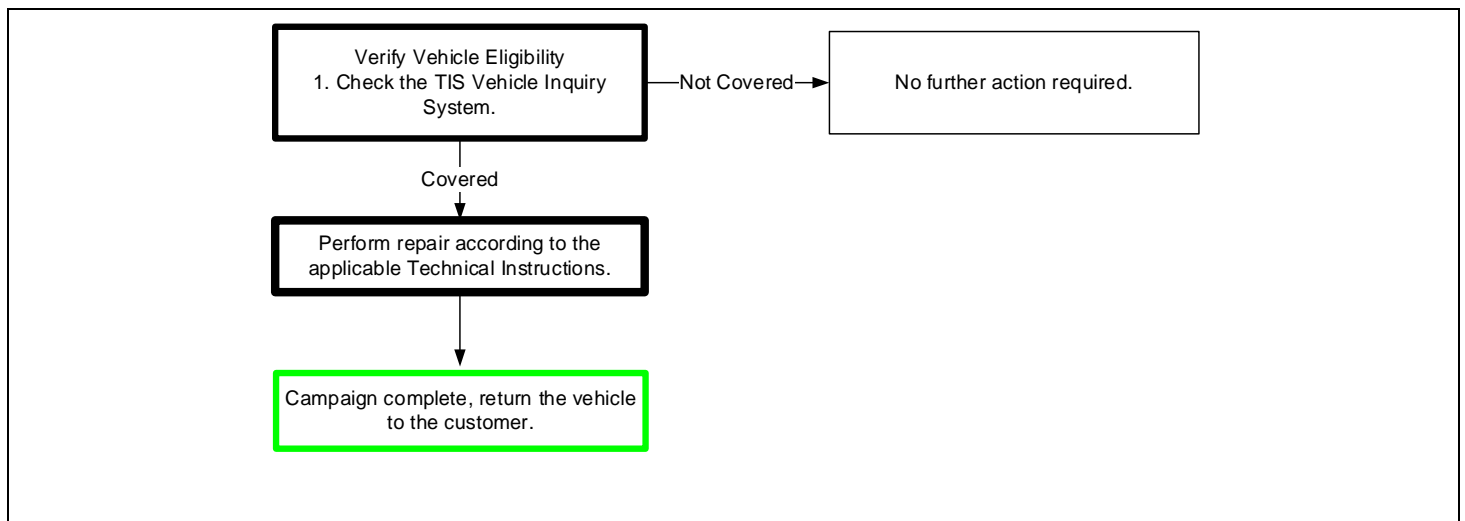 Verify Vehicle Eligibility
1. Check the TIS Vehicle Inquiry
System.
Not Covered
No further action required.
Covered
Perform repair according to the
applicable Technical Instructions.
Campaign complete, return the vehicle
to the customer.